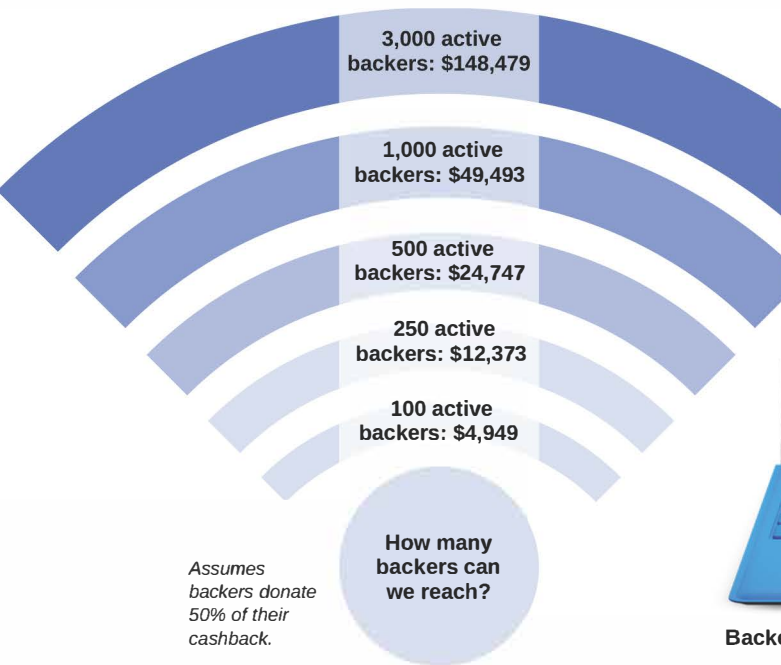 3,000 active
backers: $148,479
1,000 active
backers: $49,493
500 active
backers: $24,747
250 active
backers: $12,373
100 active
backers: $4,949
How many
backers can
we reach?
Assumes
backers donate
50% of their
cashback.